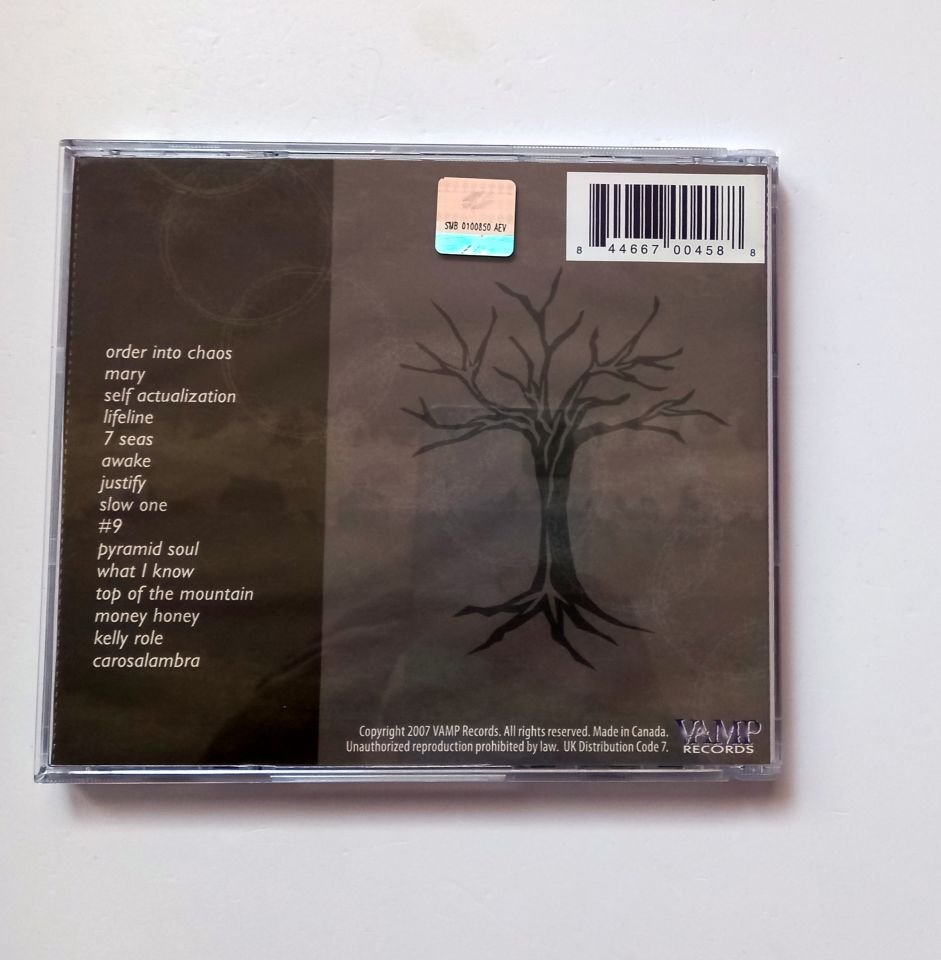 SWB 0100850 AEV
8 44667 00458 8
order into chaos
mary
self actualization
lifeline
7 seas
awake
justify
slow one
#9
pyramid soul
what I know
top of the mountain
money honey
kelly role
carosalambra
Copyright 2007 VAMP Records. All rights reserved. Made in Canada.
Unauthorized reproduction prohibited by law. UK Distribution Code 7.
VAMP
RECORDS